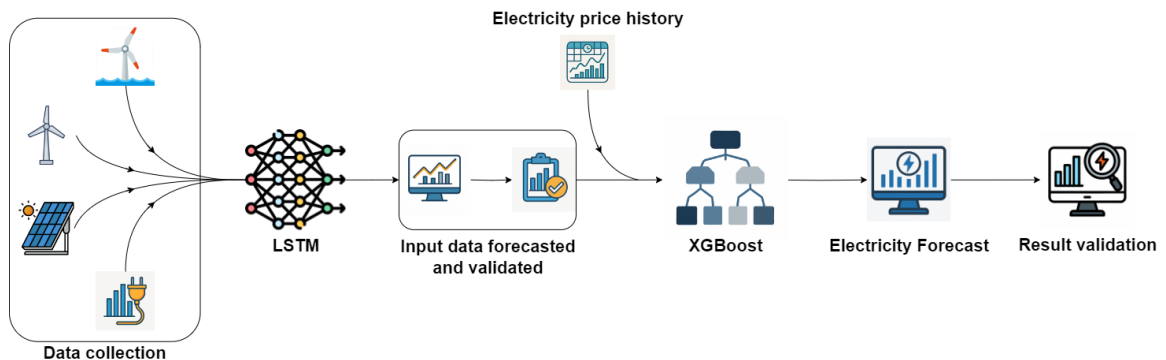 Electricity price history
LSTM
Input data forecasted
and validated
XGBoost
Electricity Forecast
Result validation
Data collection